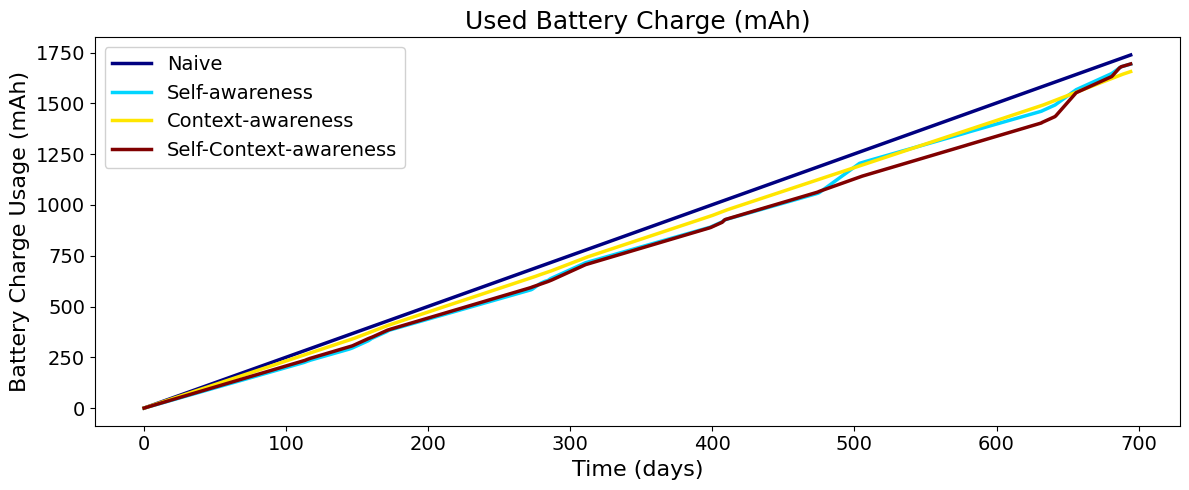 Used Battery Charge (mAh)
Battery Charge Usage (mAh)
1750
1500
1250
1000
750
500
250
0
Naive
Self-awareness
Context-awareness
Self-Context-awareness
0 100 200 300 400 500 600 700
Time (days)